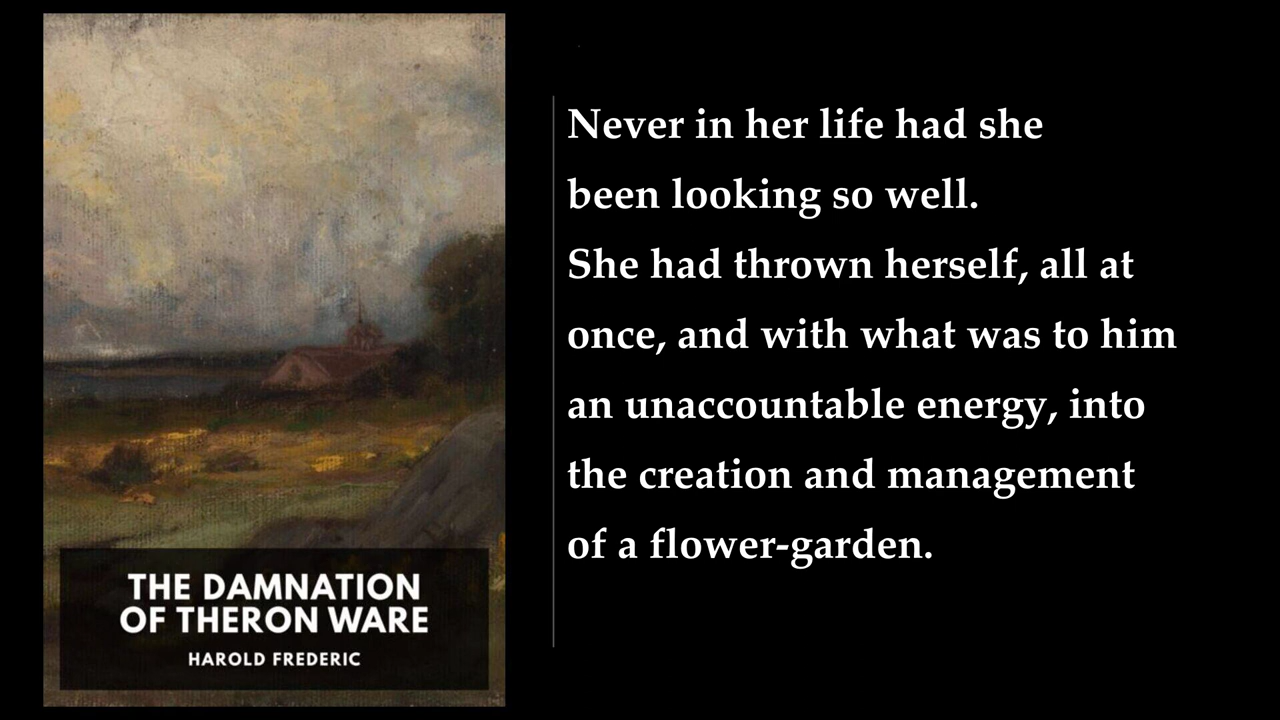 THE DAMNATION
OF THERON WARE
HAROLD FREDERIC
Never in her life had she
been looking so well.
She had thrown herself, all at
once, and with what was to him
an unaccountable energy, into
the creation and management
of a flower-garden.